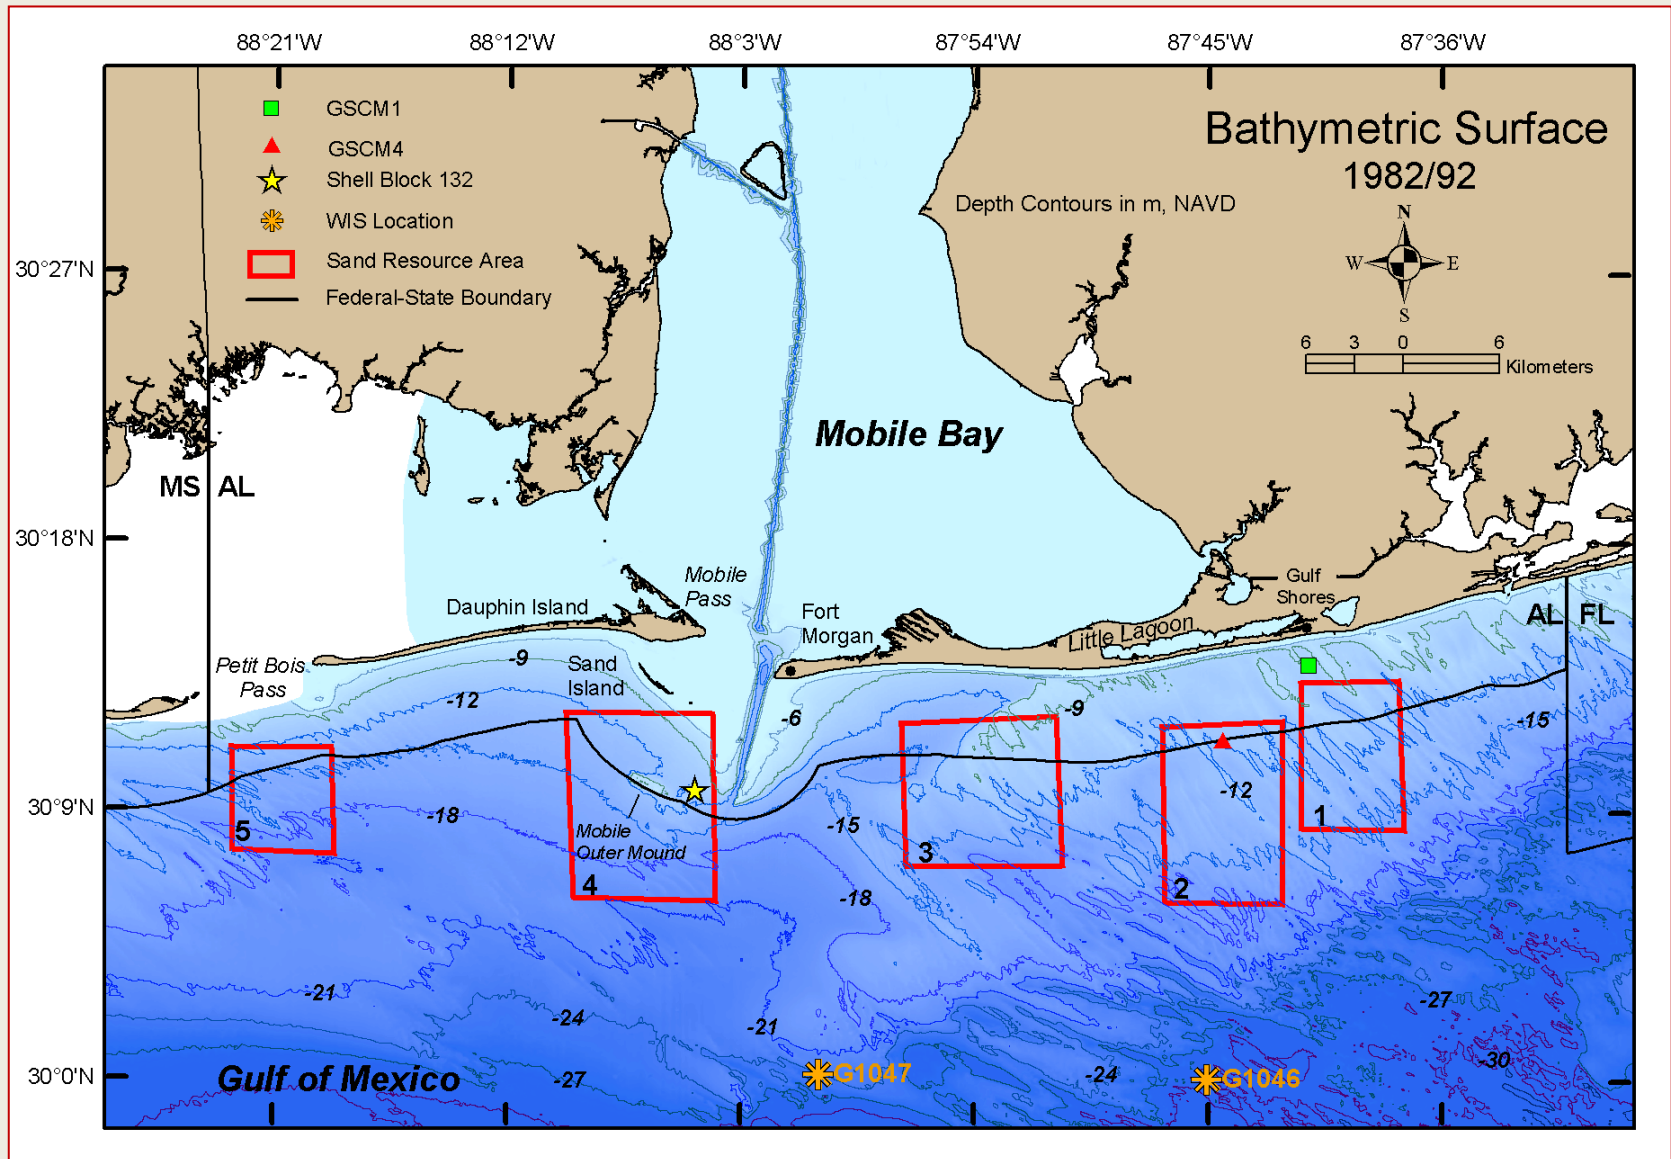 88°21'W 88°12'W 88°3'W 87°54'W 87°45'W 87°36'W
Bathymetric Surface
1982/92
GSCM1
GSCM4
Shell Block 132
WIS Location
Sand Resource Area
Federal-State Boundary
Depth Contours in m, NAVD
N
W E
S
6 3 0 6
Kilometers
30°27'N
30°18'N
30°9'N
30°0'N
Mobile Bay
MS AL
AL FL
Mobile
Pass
Dauphin Island
Fort
Morgan
Gulf
Shores
Little Lagoon
Petit Bois
Pass
Sand
Island
-9
-12
-6
-9
-15
-12
-18
-15
-18
Mobile
Outer Mound
5
4
3
2
1
-21
-24
-21
-27
-27
-24
-30
G1047
G1046
Gulf of Mexico